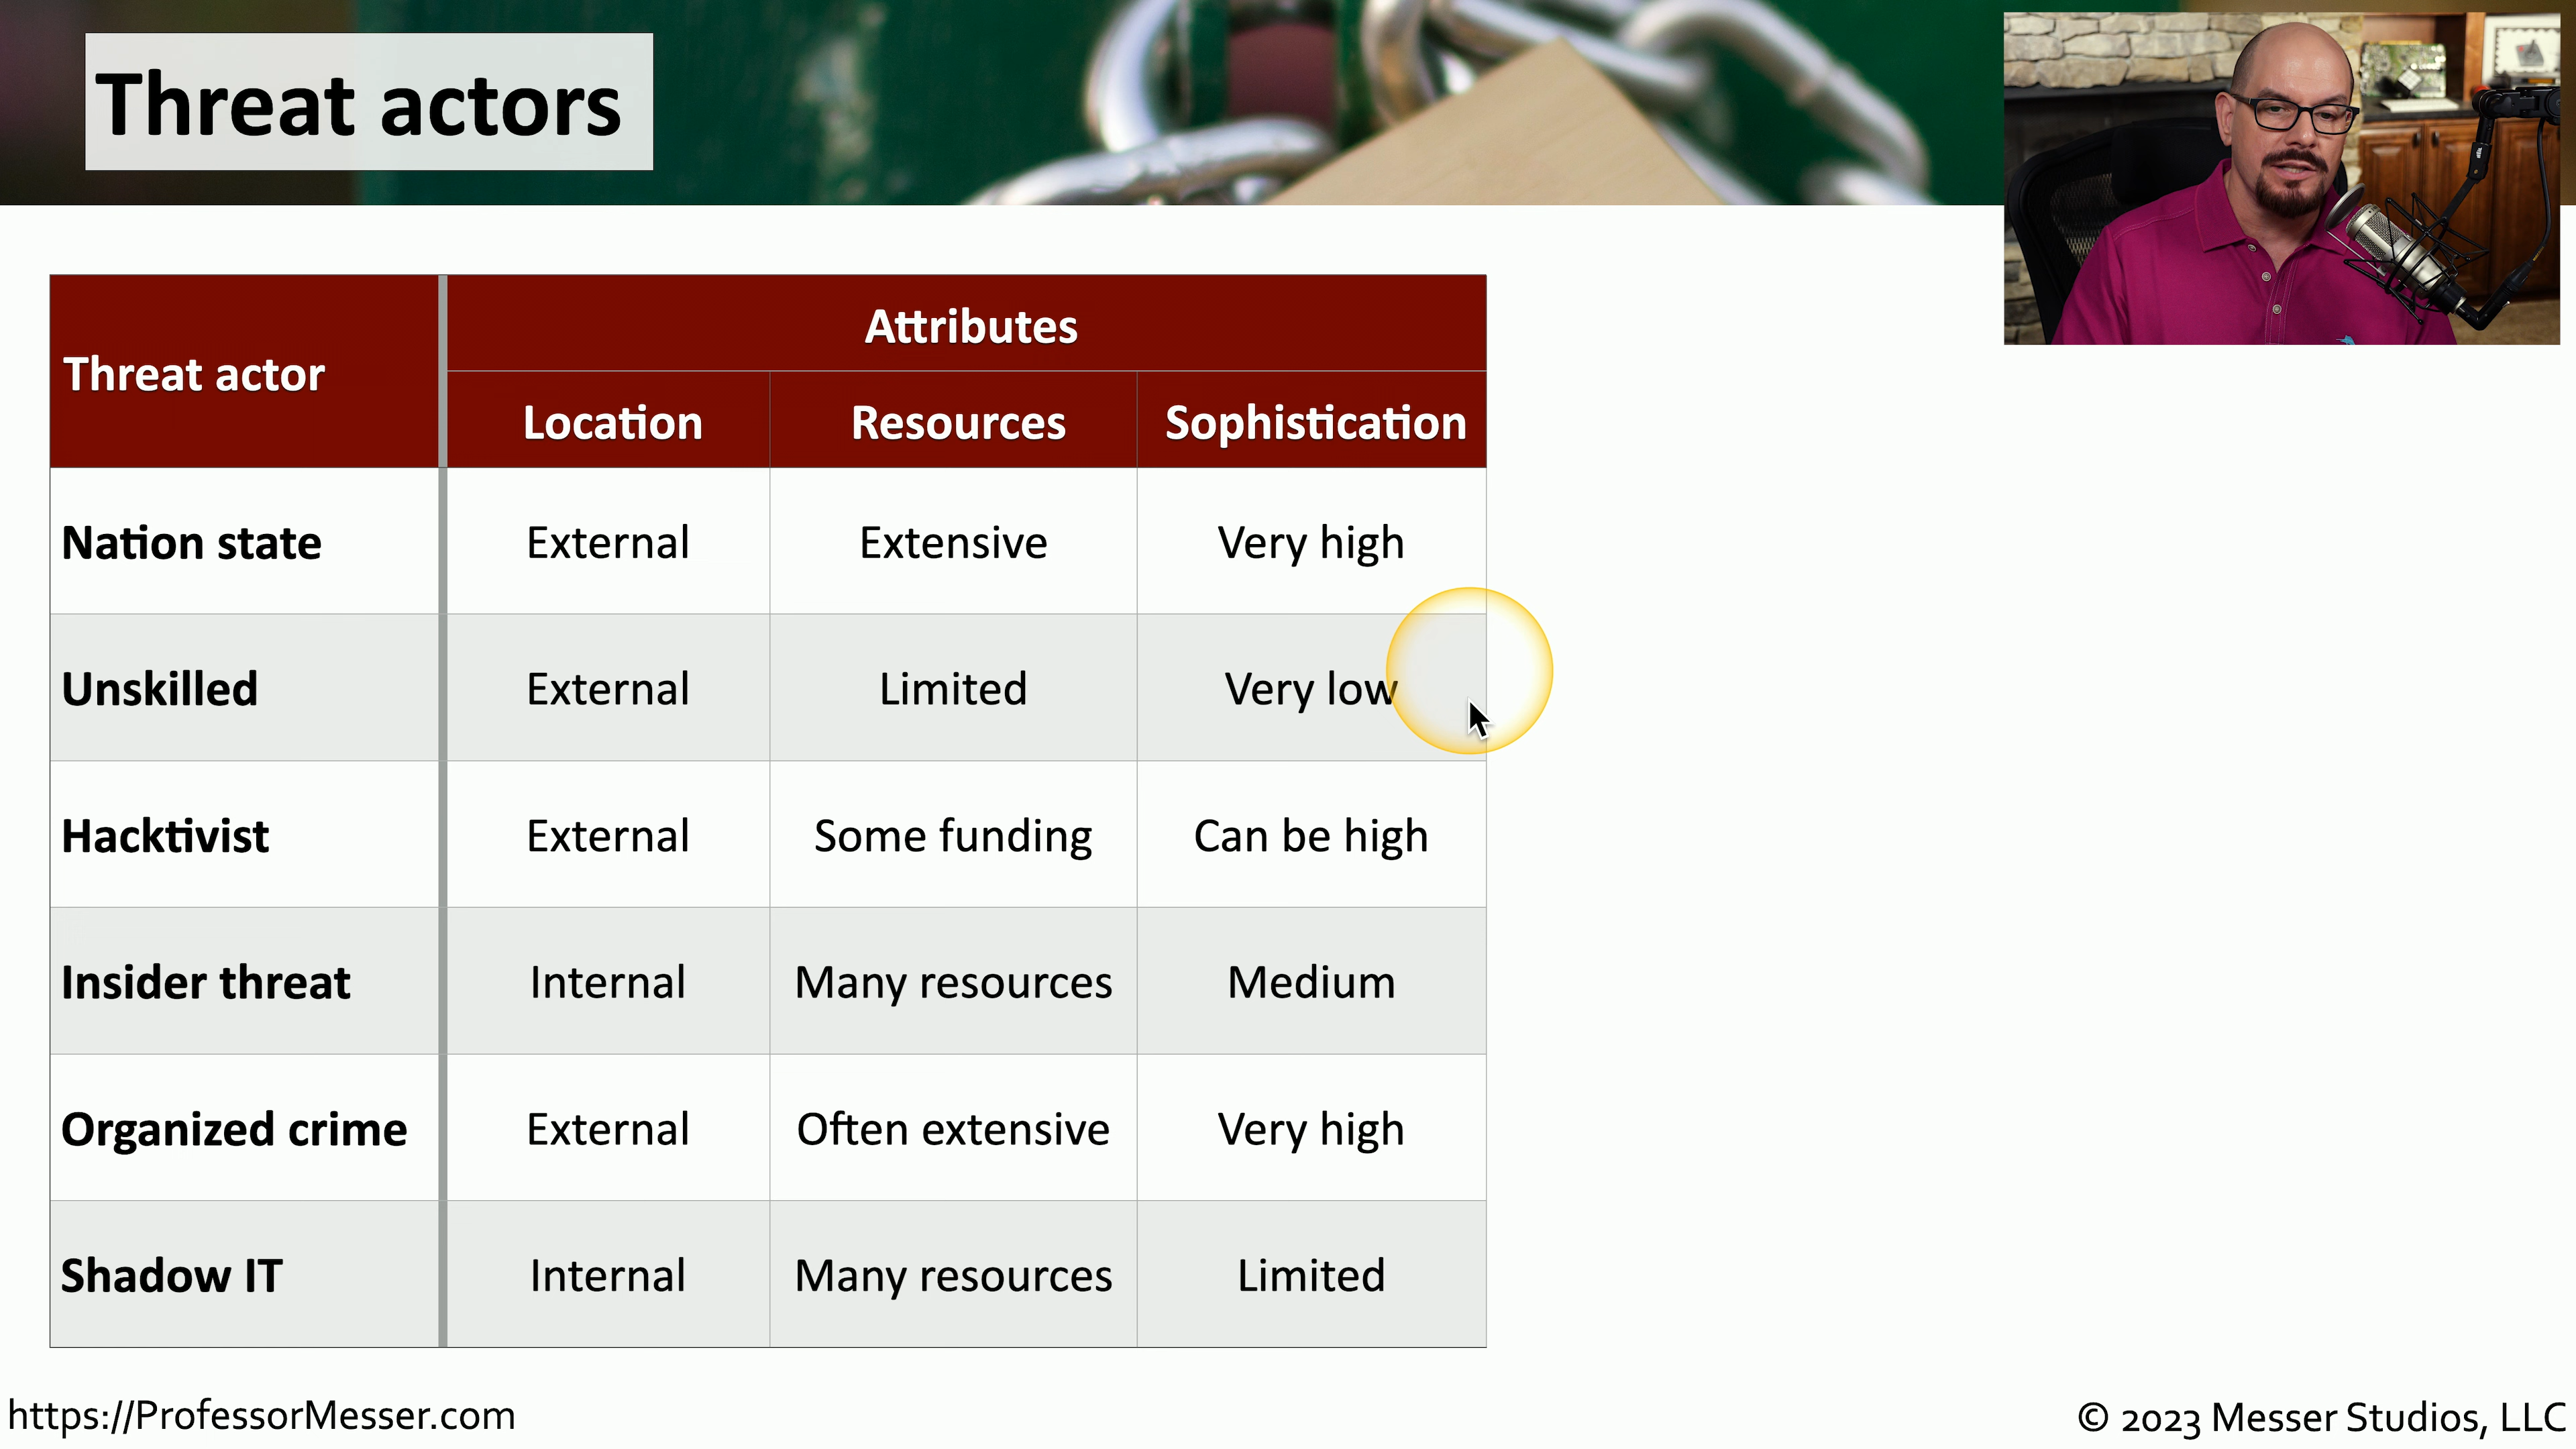 Threat actors
Threat actor
Attributes
Location Resources Sophistication
Nation state External Extensive Very high
Unskilled External Limited Very low
Hacktivist External Some funding Can be high
Insider threat Internal Many resources Medium
Organized crime External Often extensive Very high
Shadow IT Internal Many resources Limited
https://ProfessorMesser.com
© 2023 Messer Studios, LLC